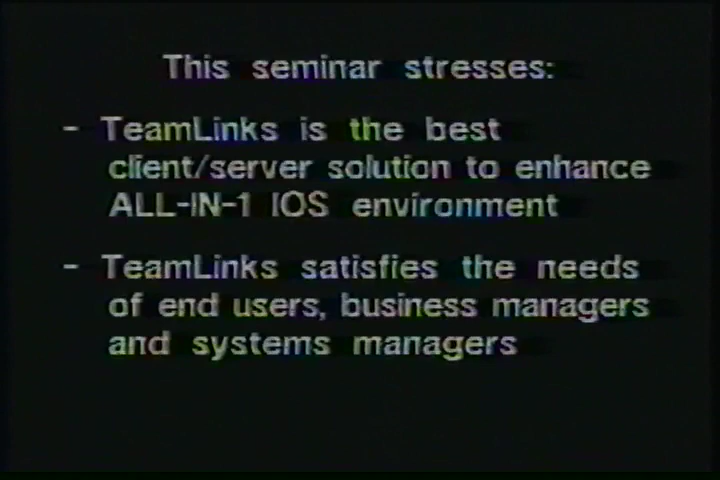 This seminar stresses:
- TeamLinks is the best
client/server solution to enhance
ALL-IN-1 IOS environment
- TeamLinks satisfies the needs
of end users, business managers
and systems managers